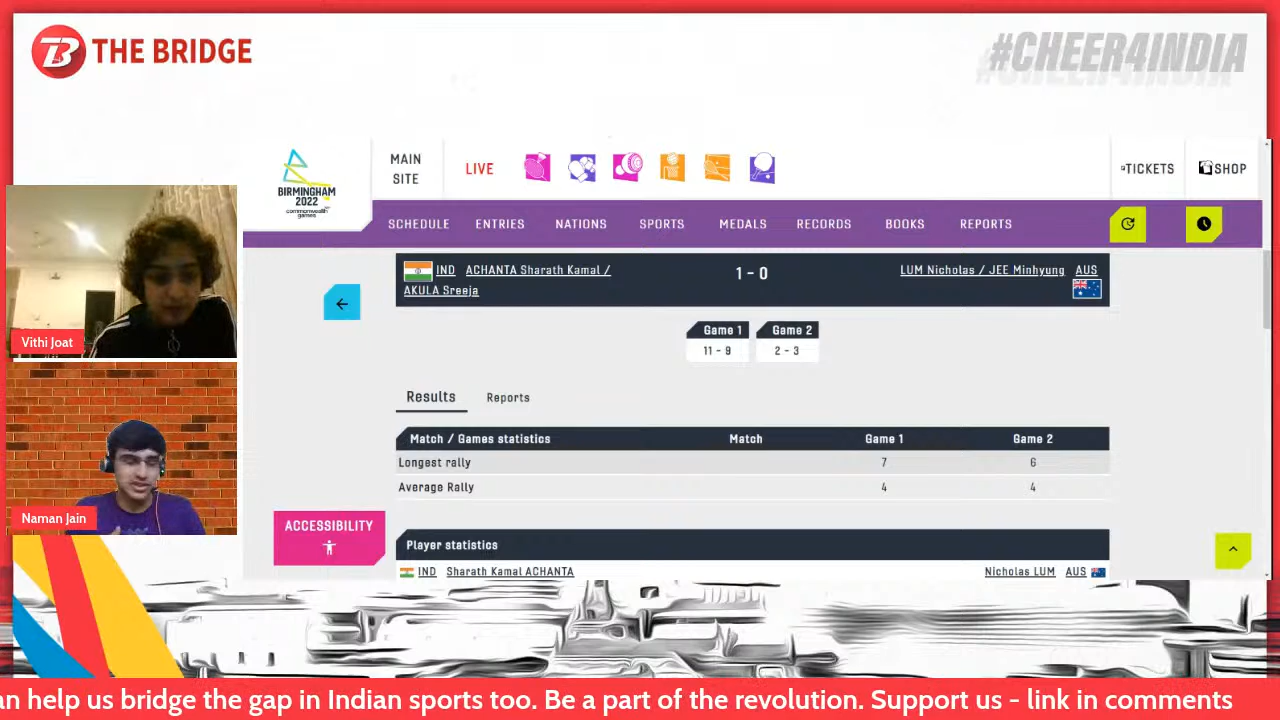 THE BRIDGE
#CHEER4INDIA
BIRMINGHAM
2022
commonwealth
games
MAIN
SITE
LIVE
TICKETS
SHOP
SCHEDULE ENTRIES NATIONS SPORTS MEDALS RECORDS BOOKS REPORTS
IND ACHANTA Sharath Kamal /
AKULA Sreeja
1 - 0
LUM Nicholas / JEE Minhyung AUS
Game 1 Game 2
11 - 9 2 - 3
Results Reports
Match / Games statistics Match Game 1 Game 2
Longest rally 7 6
Average Rally 4 4
Player statistics
IND Sharath Kamal ACHANTA Nicholas LUM AUS
ACCESSIBILITY
Vithi Joat
Naman Jain
an help us bridge the gap in Indian sports too. Be a part of the revolution. Support us - link in comments